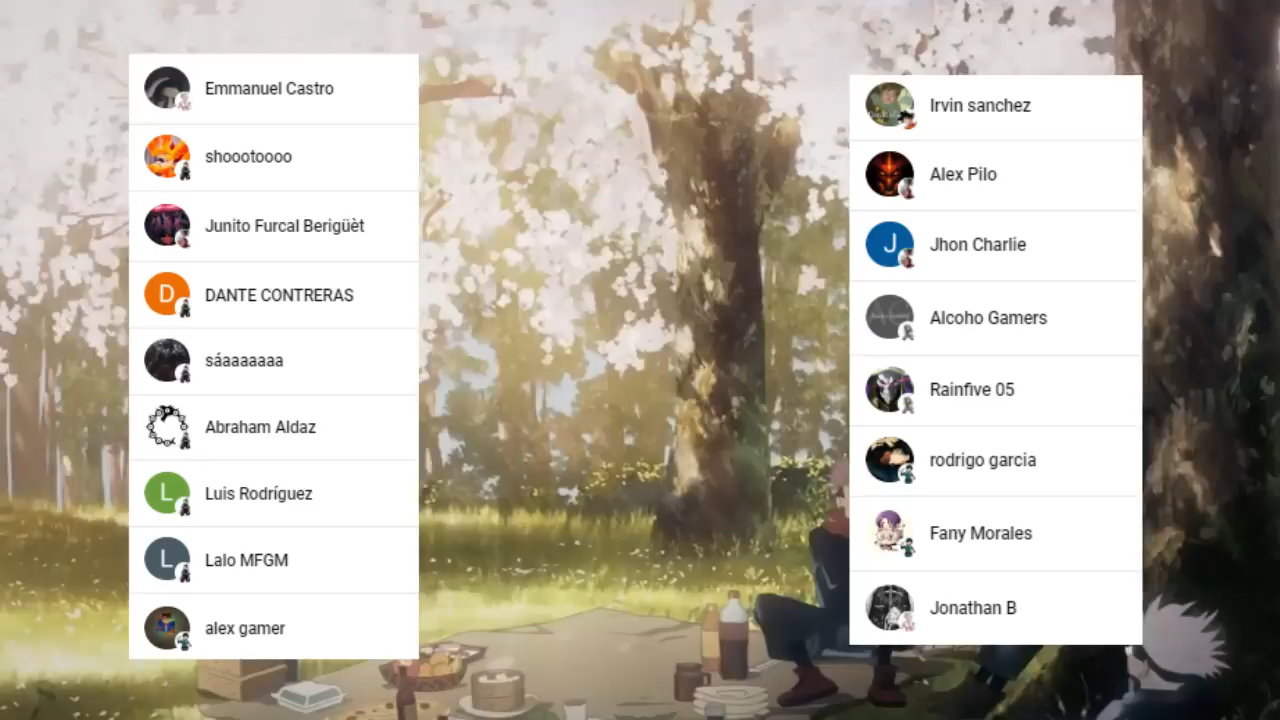 Emmanuel Castro
shoootoooo
Junito Furcal Berigüèt
D
DANTE CONTRERAS
sáaaaaaaa
Abraham Aldaz
L
Luis Rodríguez
L
Lalo MFGM
alex gamer
Irvin sanchez
Alex Pilo
J
Jhon Charlie
Alcoho Gamers
Rainfive 05
rodrigo garcia
Fany Morales
Jonathan B